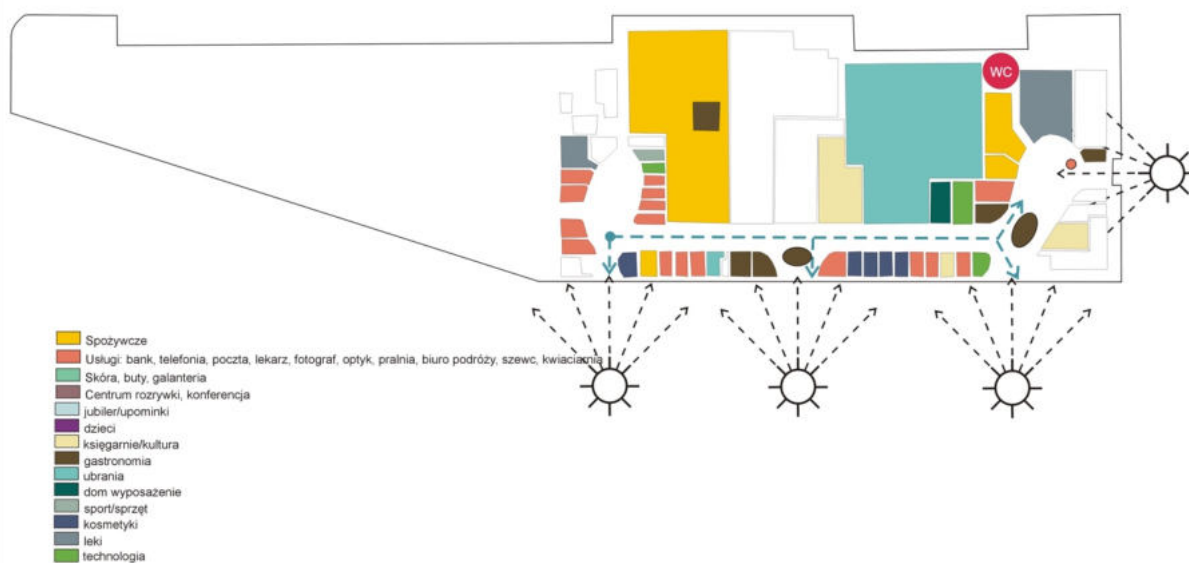 WC
Spożywcze
Usługi: bank, telefonia, poczta, lekarz, fotograf, optyk, pralnia, biuro podróży, szewc, kwiaciarnia
Skóra, buty, galanteria
Centrum rozrywki, konferencja
jubiler/upominki
dzieci
księgarnie/kultura
gastronomia
ubrania
dom wyposażenie
sport/sprzęt
kosmetyki
leki
technologia